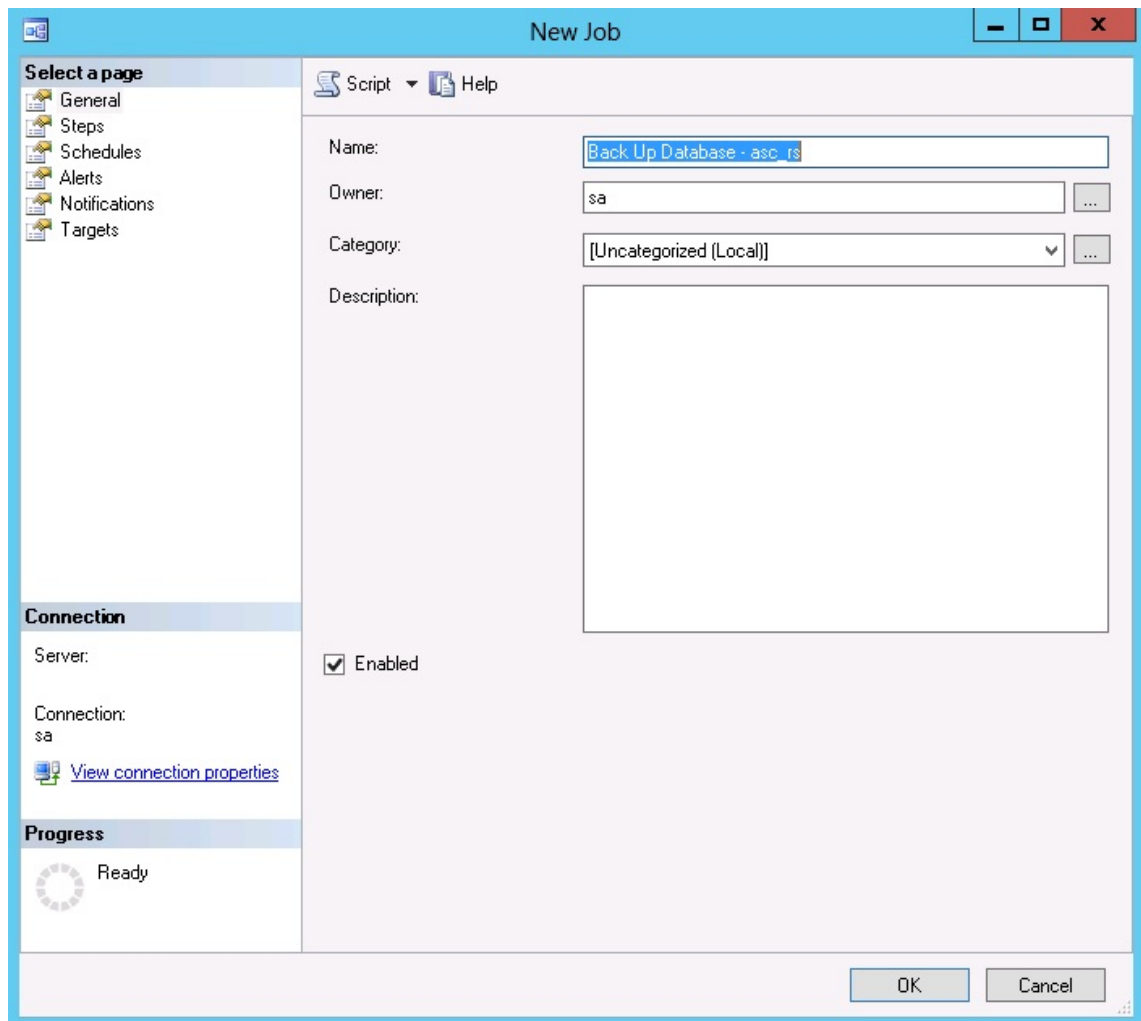 New Job
Select a page
General
Steps
Schedules
Alerts
Notifications
Targets
Script
Help
Name:
Back Up Database - asc_rs
Owner:
sa
...
Category:
[Uncategorized (Local)]
...
Description:
Enabled
Connection
Server:
Connection:
sa
View connection properties
Progress
Ready
OK
Cancel